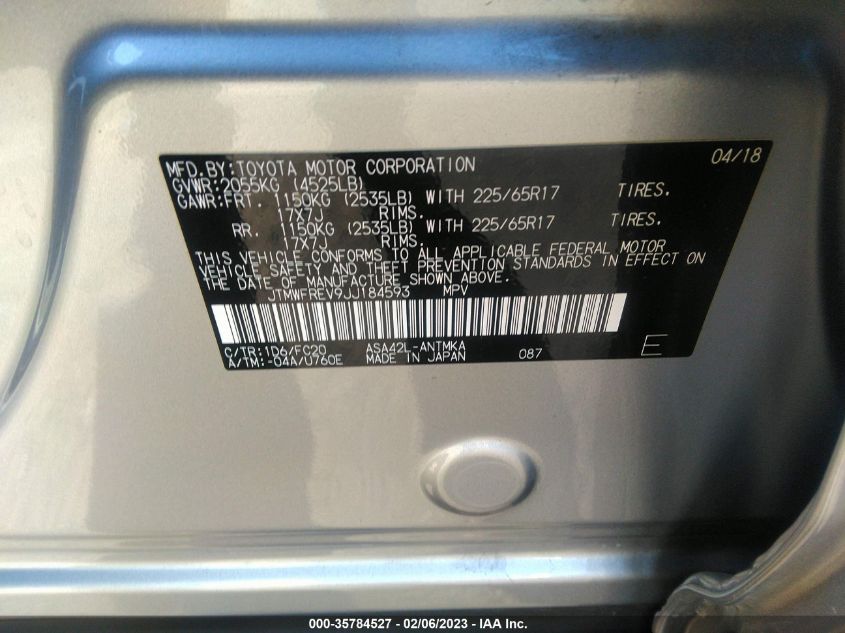 MFD.BY:TOYOTA MOTOR CORPORATION 04/18
GVWR:2055KG (4525LB)
GAWR:FRT. 1150KG (2535LB) WITH 225/65R17 TIRES.
17X7J RIMS.
RR. 1150KG (2535LB) WITH 225/65R17 TIRES.
17X7J RIMS.
THIS VEHICLE CONFORMS TO ALL APPLICABLE FEDERAL MOTOR
VEHICLE SAFETY AND THEFT PREVENTION STANDARDS IN EFFECT ON
THE DATE OF MANUFACTURE SHOWN ABOVE.
JTMWFREV9JJ184593 MPV
C/TR:1D6/FC20 ASA42L-ANTMKA
A/TM:-04A/U760E MADE IN JAPAN 087 E
000-35784527 — 02/06/2023 — IAA Inc.